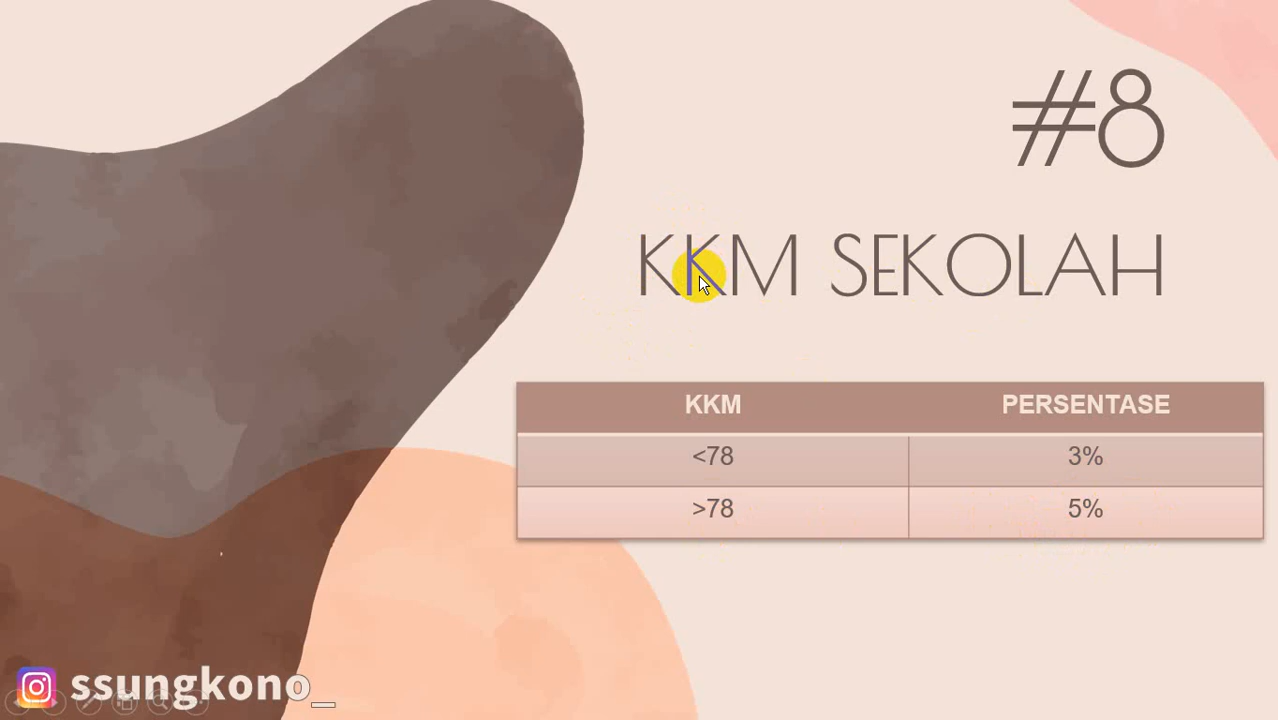 #8
KKM SEKOLAH
KKM PERSENTASE
<78 3%
>78 5%
ssungkono_